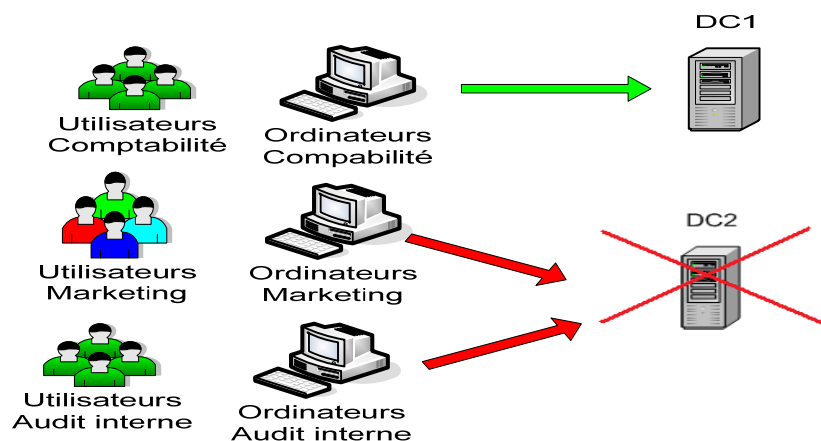 DC1
Utilisateurs
Comptabilité
Ordinateurs
Compabilité
DC2
Utilisateurs
Marketing
Ordinateurs
Marketing
Utilisateurs
Audit interne
Ordinateurs
Audit interne